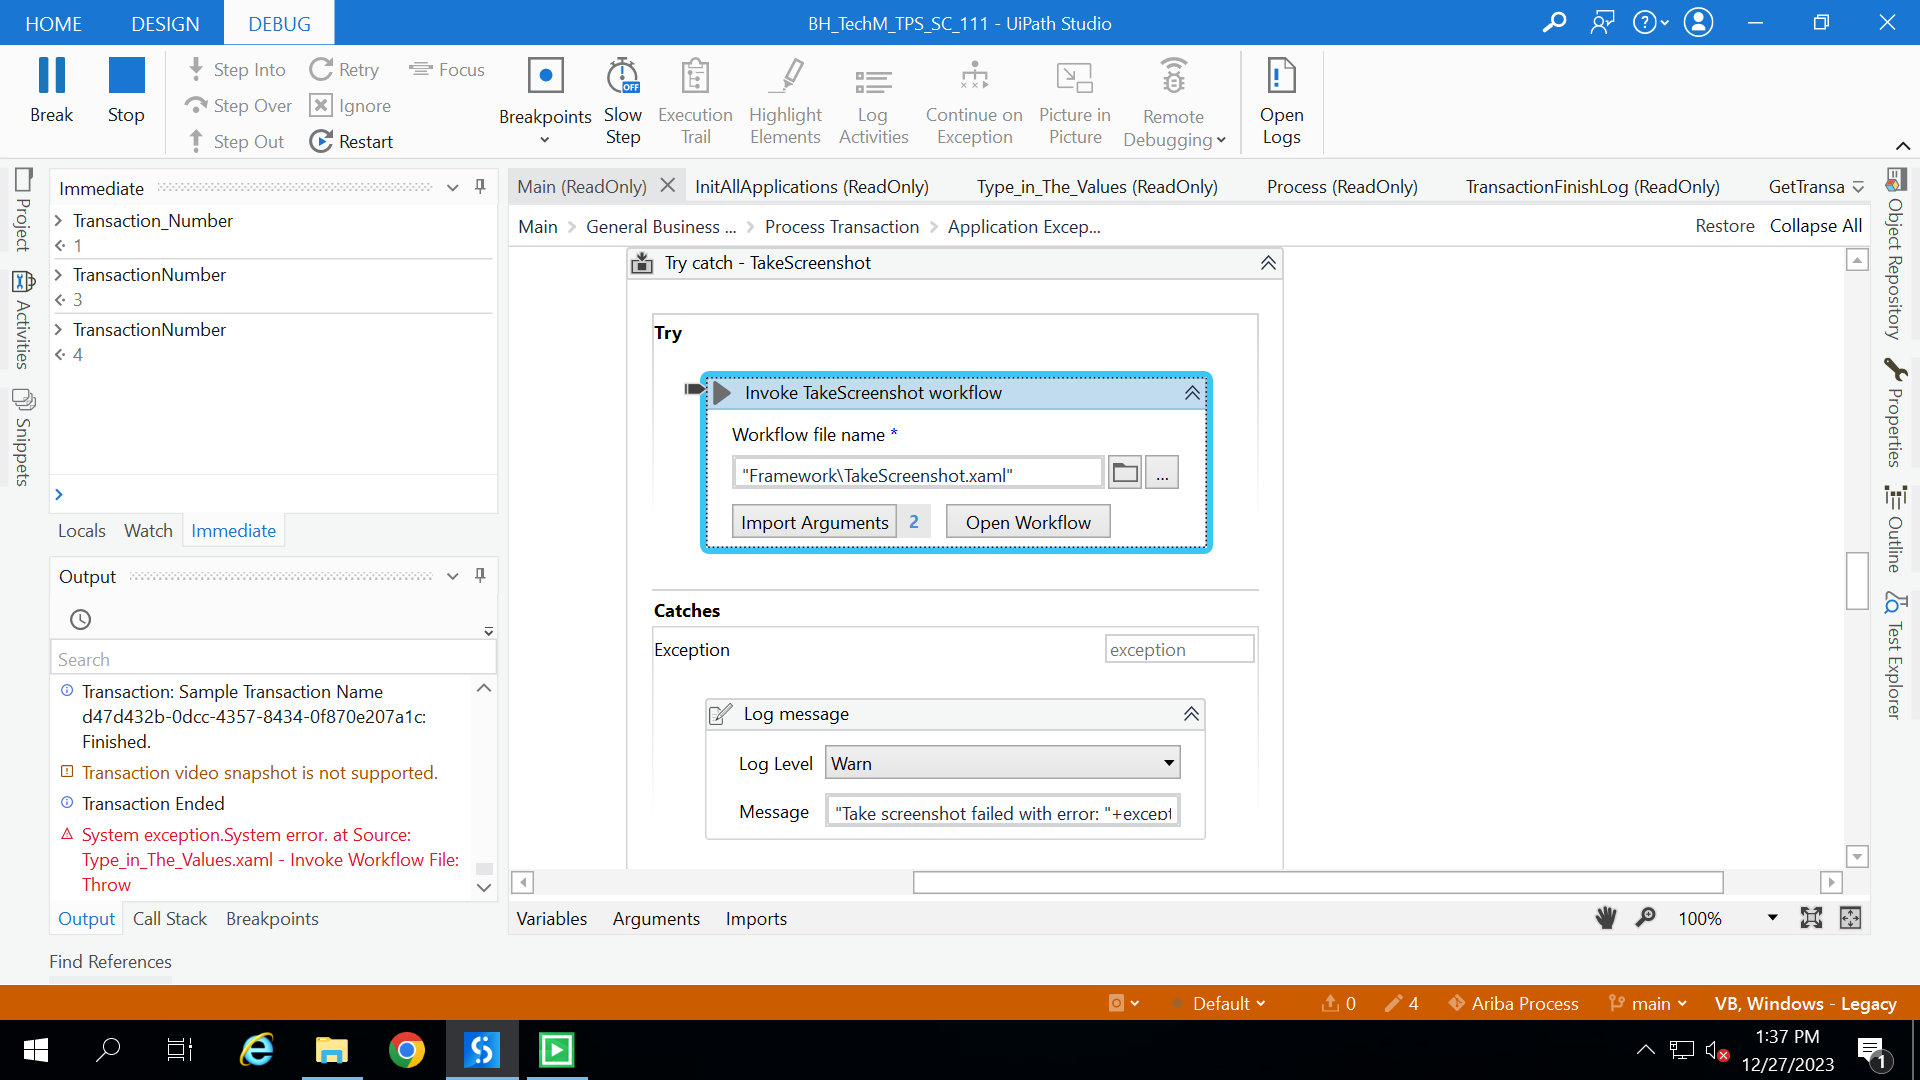 HOME DESIGN DEBUG
BH_TechM_TPS_SC_111 - UiPath Studio
Break
Stop
Step Into
Step Over
Step Out
Retry
Ignore
Restart
Focus
Breakpoints
Slow
Step
OFF
Execution
Trail
Highlight
Elements
Log
Activities
Continue on
Exception
Picture in
Picture
Remote
Debugging
Open
Logs
Project
Activities
Snippets
Immediate
Transaction_Number
1
TransactionNumber
3
TransactionNumber
4
Locals Watch Immediate
Output
Search
Transaction: Sample Transaction Name
d47d432b-0dcc-4357-8434-0f870e207a1c:
Finished.
Transaction video snapshot is not supported.
Transaction Ended
System exception.System error. at Source:
Type_in_The_Values.xaml - Invoke Workflow File:
Throw
Output Call Stack Breakpoints
Find References
Main (ReadOnly) InitAllApplications (ReadOnly) Type_in_The_Values (ReadOnly) Process (ReadOnly) TransactionFinishLog (ReadOnly) GetTransa
Main > General Business ... > Process Transaction > Application Excep...
Restore Collapse All
Try catch - TakeScreenshot
Try
Invoke TakeScreenshot workflow
Workflow file name *
"Framework\TakeScreenshot.xaml"
...
Import Arguments 2 Open Workflow
Catches
Exception exception
Log message
Log Level Warn
Message "Take screenshot failed with error: "+except
Variables Arguments Imports
100%
Object Repository
Properties
Outline
Test Explorer
Default 0 4 Ariba Process main VB, Windows - Legacy
1:37 PM
12/27/2023
1